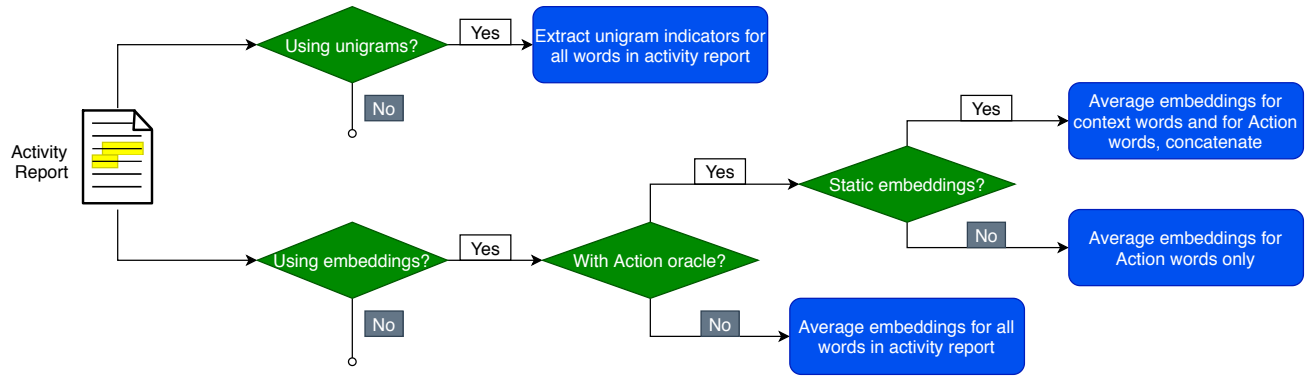 Using unigrams?
Yes
Extract unigram indicators for
all words in activity report
No
Activity
Report
Yes
Average embeddings for
context words and for Action
words, concatenate
Yes
Static embeddings?
No
Average embeddings for
Action words only
Using embeddings?
Yes
With Action oracle?
No
No
Average embeddings for all
words in activity report